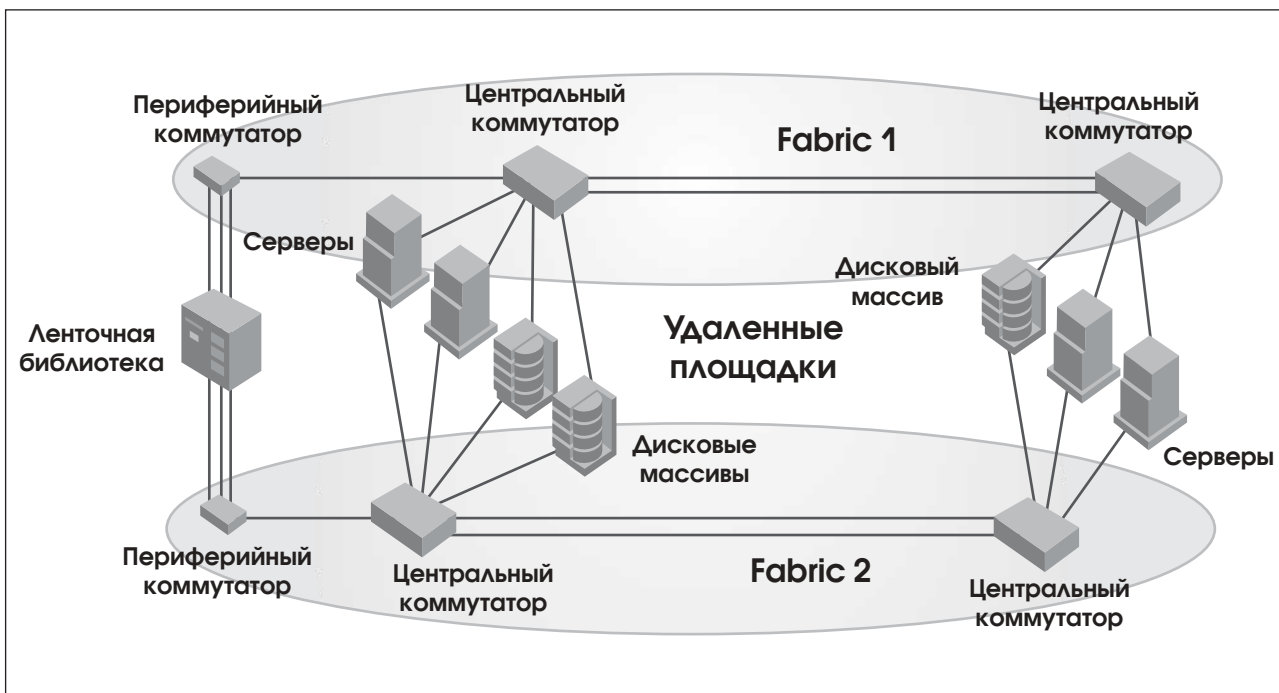 Периферийный
коммутатор
Центральный
коммутатор
Fabric 1
Центральный
коммутатор
Серверы
Дисковый
массив
Ленточная
библиотека
Удаленные
площадки
Дисковые
массивы
Серверы
Периферийный
коммутатор
Центральный
коммутатор
Fabric 2
Центральный
коммутатор